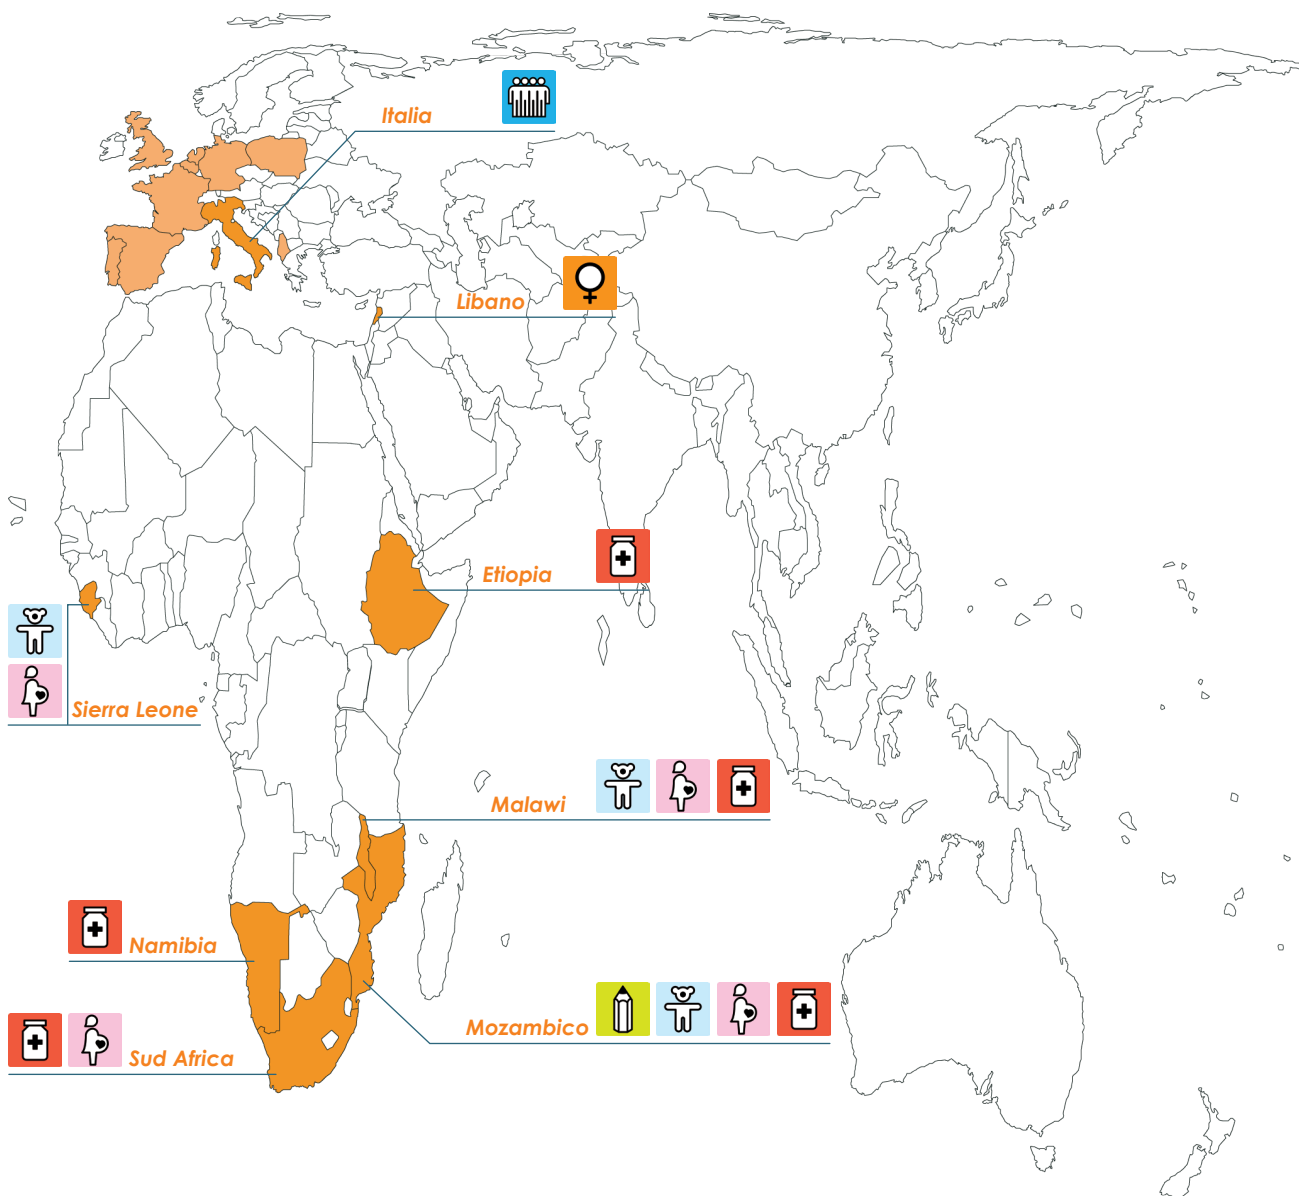 Italia
Libano
Etiopia
Sierra Leone
Malawi
Namibia
Mozambico
Sud Africa